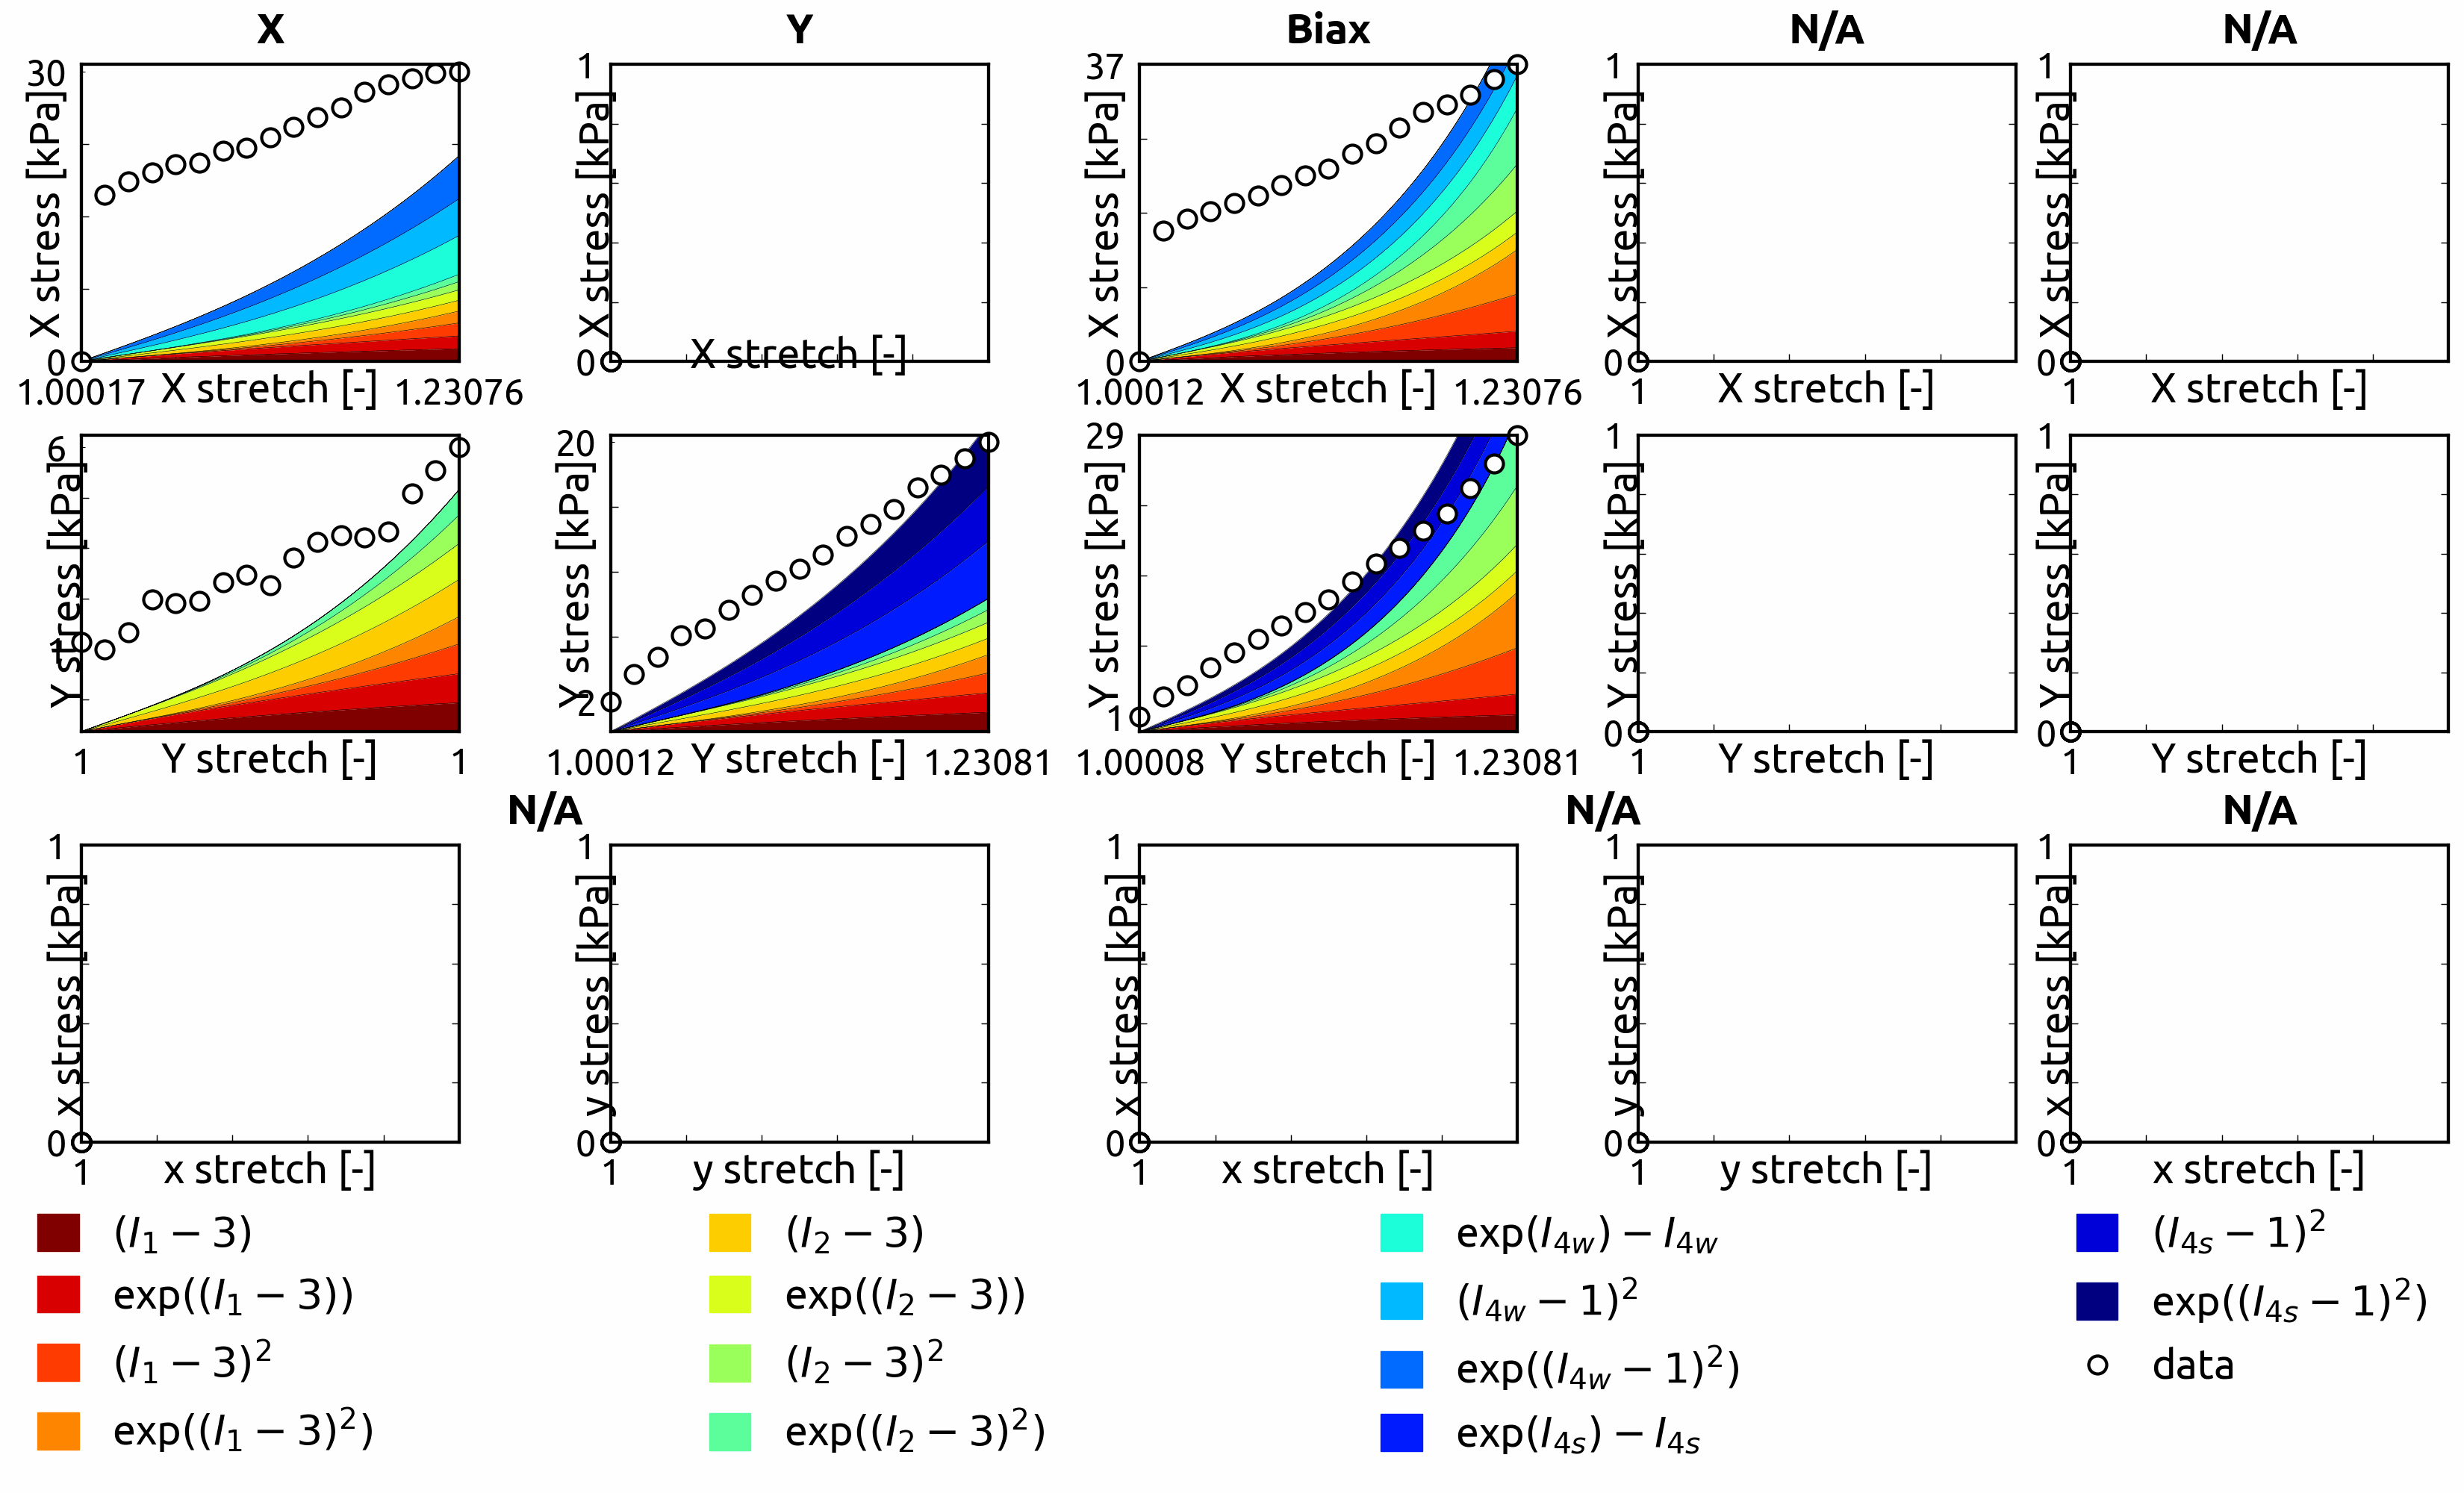 X Y Biax N/A N/A
30 1 37 1 1
X stress [kPa] X stress [kPa] X stress [kPa] X stress [kPa] X stress [kPa]
0 0 0 0 0
X stretch [-]
1.00017 X stretch [-] 1.23076 1.00012 X stretch [-] 1.23076 1 X stretch [-] 1 X stretch [-]
6 20 29 1 1
Y stress [kPa] Y stress [kPa] Y stress [kPa] Y stress [kPa] Y stress [kPa]
1 2 1 0 0
1 Y stretch [-] 1 1.00012 Y stretch [-] 1.23081 1.00008 Y stretch [-] 1.23081 1 Y stretch [-] 1 Y stretch [-]
N/A N/A N/A
1 1 1 1 1
x stress [kPa] y stress [kPa] x stress [kPa] y stress [kPa] x stress [kPa]
0 0 0 0 0
1 x stretch [-] 1 y stretch [-] 1 x stretch [-] 1 y stretch [-] 1 x stretch [-]
(I₁ − 3) (I₂ − 3) exp(I₄w) − I₄w (I₄s − 1)²
exp((I₁ − 3)) exp((I₂ − 3)) (I₄w − 1)² exp((I₄s − 1)²)
(I₁ − 3)² (I₂ − 3)² exp((I₄w − 1)²) data
exp((I₁ − 3)²) exp((I₂ − 3)²) exp(I₄s) − I₄s